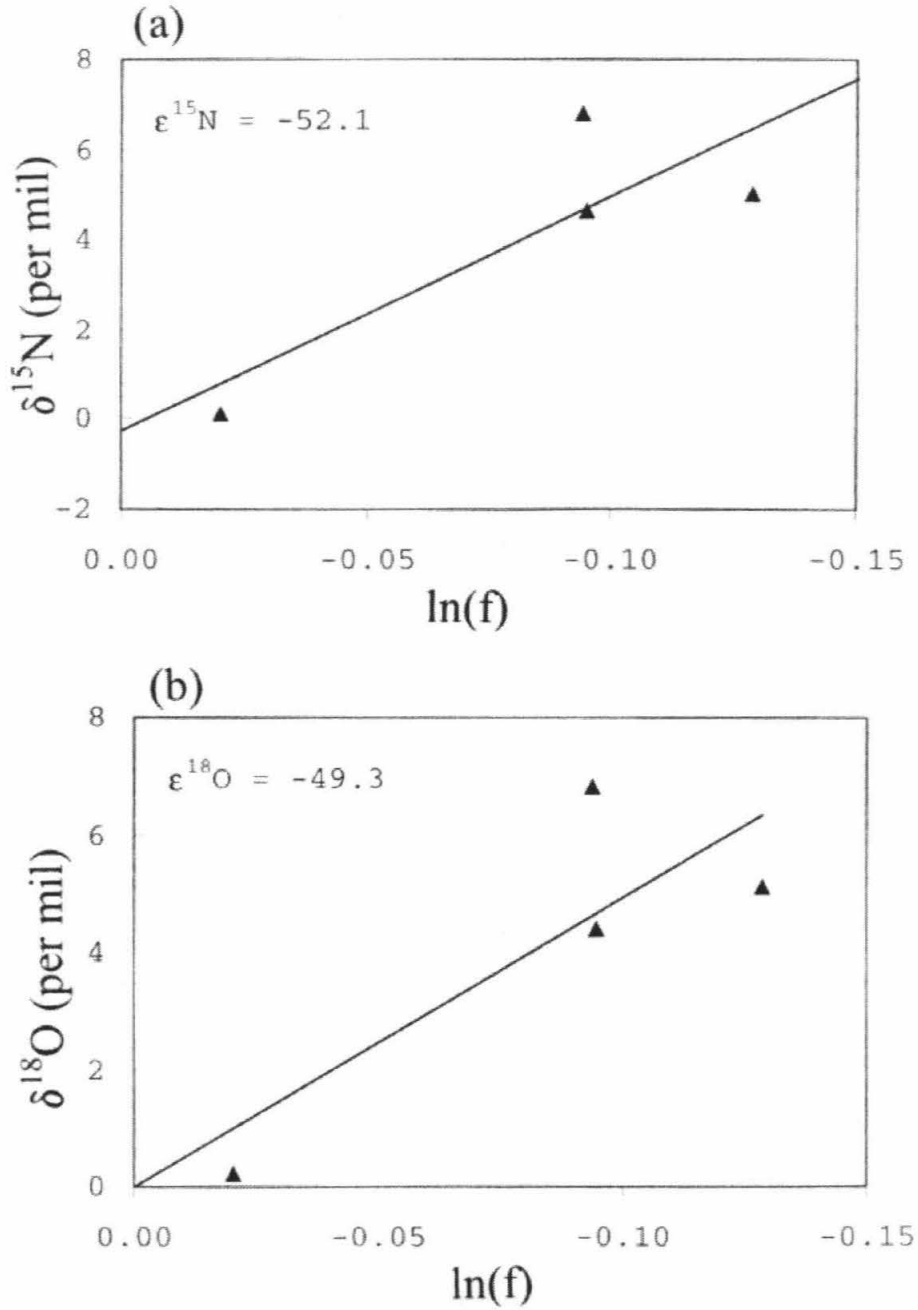 (a)
8
ε¹⁵N = -52.1
6
4
2
0
-2
δ¹⁵N (per mil)
0.00 -0.05 -0.10 -0.15
ln(f)
(b)
8
ε¹⁸O = -49.3
6
4
2
0
δ¹⁸O (per mil)
0.00 -0.05 -0.10 -0.15
ln(f)